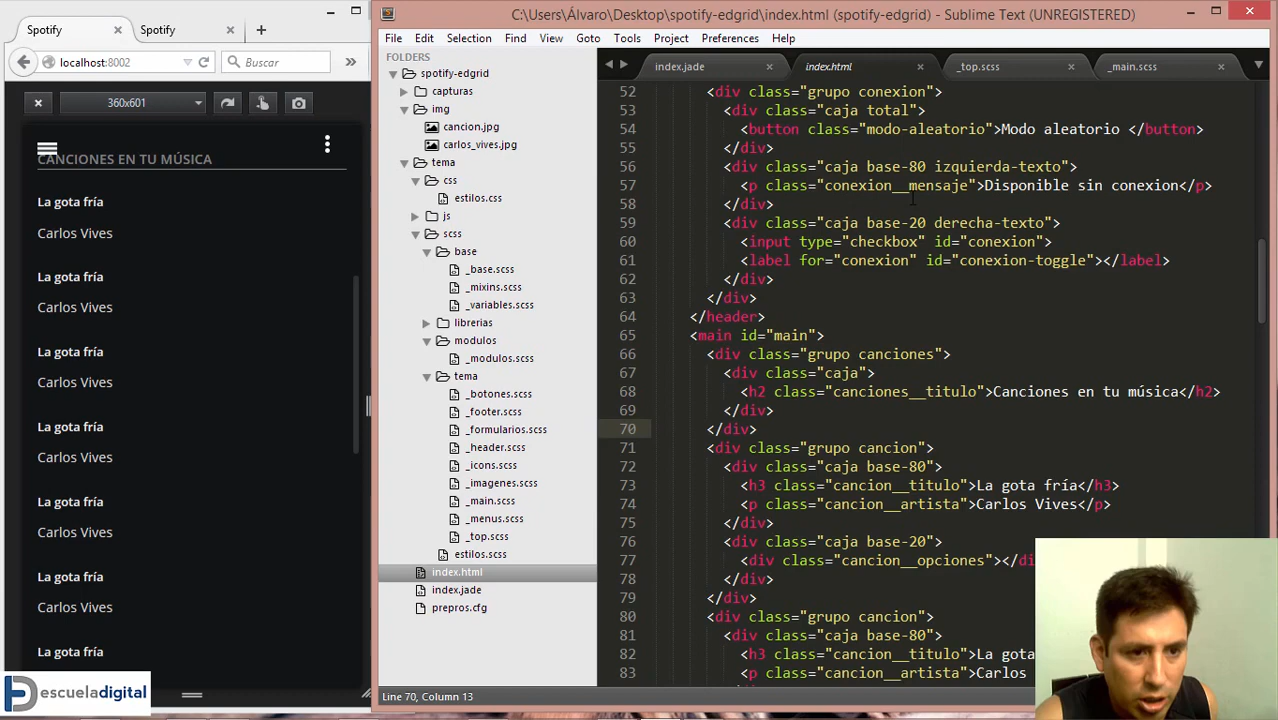 Spotify
Spotify
localhost:8002
Buscar
360x601
CANCIONES EN TU MÚSICA
La gota fría
Carlos Vives
La gota fría
Carlos Vives
La gota fría
Carlos Vives
La gota fría
Carlos Vives
La gota fría
Carlos Vives
La gota fría
Carlos Vives
La gota fría
escueladigital
C:\Users\Álvaro\Desktop\spotify-edgrid\index.html (spotify-edgrid) - Sublime Text (UNREGISTERED)
File Edit Selection Find View Goto Tools Project Preferences Help
FOLDERS
spotify-edgrid
capturas
img
cancion.jpg
carlos_vives.jpg
tema
css
estilos.css
js
scss
base
_base.scss
_mixins.scss
_variables.scss
librerias
modulos
_modulos.scss
tema
_botones.scss
_footer.scss
_formularios.scss
_header.scss
_icons.scss
_imagenes.scss
_main.scss
_menus.scss
_top.scss
estilos.scss
index.html
index.jade
prepros.cfg
index.jade index.html _top.scss _main.scss
52 <div class="grupo conexion">
53 <div class="caja total">
54 <button class="modo-aleatorio">Modo aleatorio </button>
55 </div>
56 <div class="caja base-80 izquierda-texto">
57 <p class="conexion__mensaje">Disponible sin conexion</p>
58 </div>
59 <div class="caja base-20 derecha-texto">
60 <input type="checkbox" id="conexion">
61 <label for="conexion" id="conexion-toggle"></label>
62 </div>
63 </div>
64 </header>
65 <main id="main">
66 <div class="grupo canciones">
67 <div class="caja">
68 <h2 class="canciones__titulo">Canciones en tu música</h2>
69 </div>
70 </div>
71 <div class="grupo cancion">
72 <div class="caja base-80">
73 <h3 class="cancion__titulo">La gota fría</h3>
74 <p class="cancion__artista">Carlos Vives</p>
75 </div>
76 <div class="caja base-20">
77 <div class="cancion__opciones"></di
78 </div>
79 </div>
80 <div class="grupo cancion">
81 <div class="caja base-80">
82 <h3 class="cancion__titulo">La gota
83 <p class="cancion__artista">Carlos
Line 70, Column 13